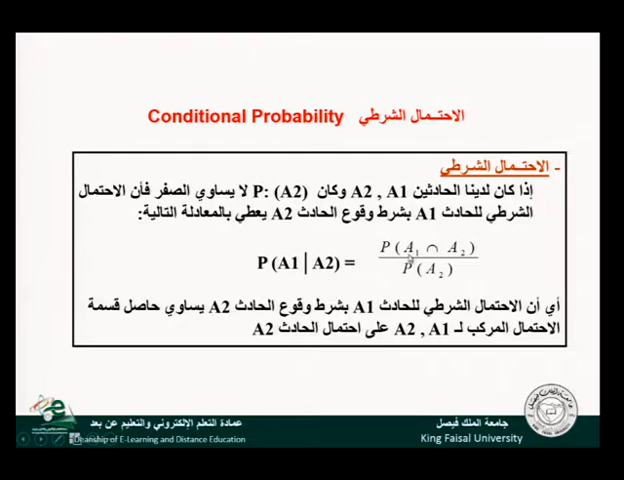 الاحتـمال الشرطي Conditional Probability
- الاحتـمال الشـرطي
إذا كان لدينا الحادثين A2 , A1 وكان P: (A2) لا يساوي الصفر فأن الاحتمال
الشرطي للحادث A1 بشرط وقوع الحادث A2 يعطي بالمعادلة التالية:
P (A1 | A2) = P ( A₁ ∩ A₂ ) / P ( A₂ )
أي أن الاحتمال الشرطي للحادث A1 بشرط وقوع الحادث A2 يساوي حاصل قسمة
الاحتمال المركب لـ A2 , A1 على احتمال الحادث A2
جامعة الملك فيصل
King Faisal University
عمادة التعلم الإلكتروني والتعليم عن بعد
Deanship of E-Learning and Distance Education